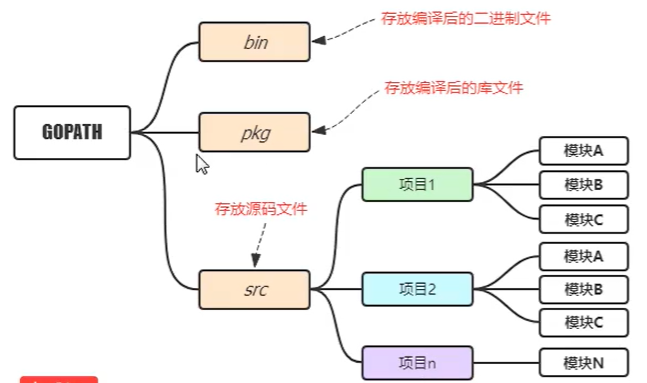 存放编译后的二进制文件
bin
存放编译后的库文件
GOPATH
pkg
模块A
项目1
模块B
模块C
存放源码文件
模块A
src
项目2
模块B
模块C
项目n
模块N